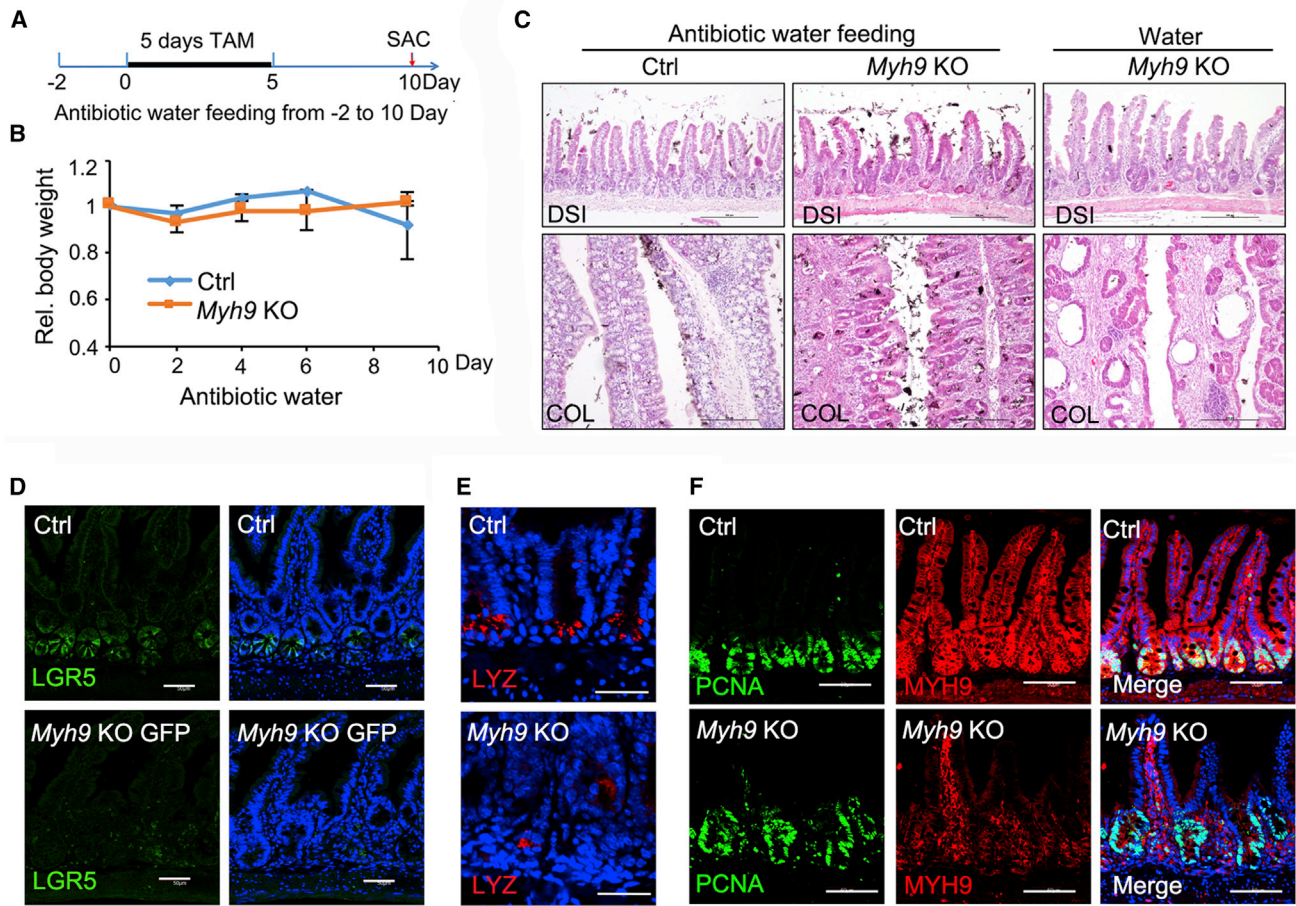 A
5 days TAM
SAC
-2
0
5
10Day
Antibiotic water feeding from -2 to 10 Day
B
1.2
1
0.8
0.6
0.4
Rel. body weight
Ctrl
Myh9 KO
0
2
4
6
8
10
Day
Antibiotic water
C
Antibiotic water feeding
Water
Ctrl
Myh9 KO
Myh9 KO
DSI
DSI
DSI
COL
COL
COL
D
Ctrl
Ctrl
LGR5
50µm
50µm
Myh9 KO GFP
Myh9 KO GFP
LGR5
50µm
50µm
E
Ctrl
LYZ
Myh9 KO
LYZ
F
Ctrl
Ctrl
Ctrl
PCNA
MYH9
Merge
Myh9 KO
Myh9 KO
Myh9 KO
PCNA
MYH9
Merge